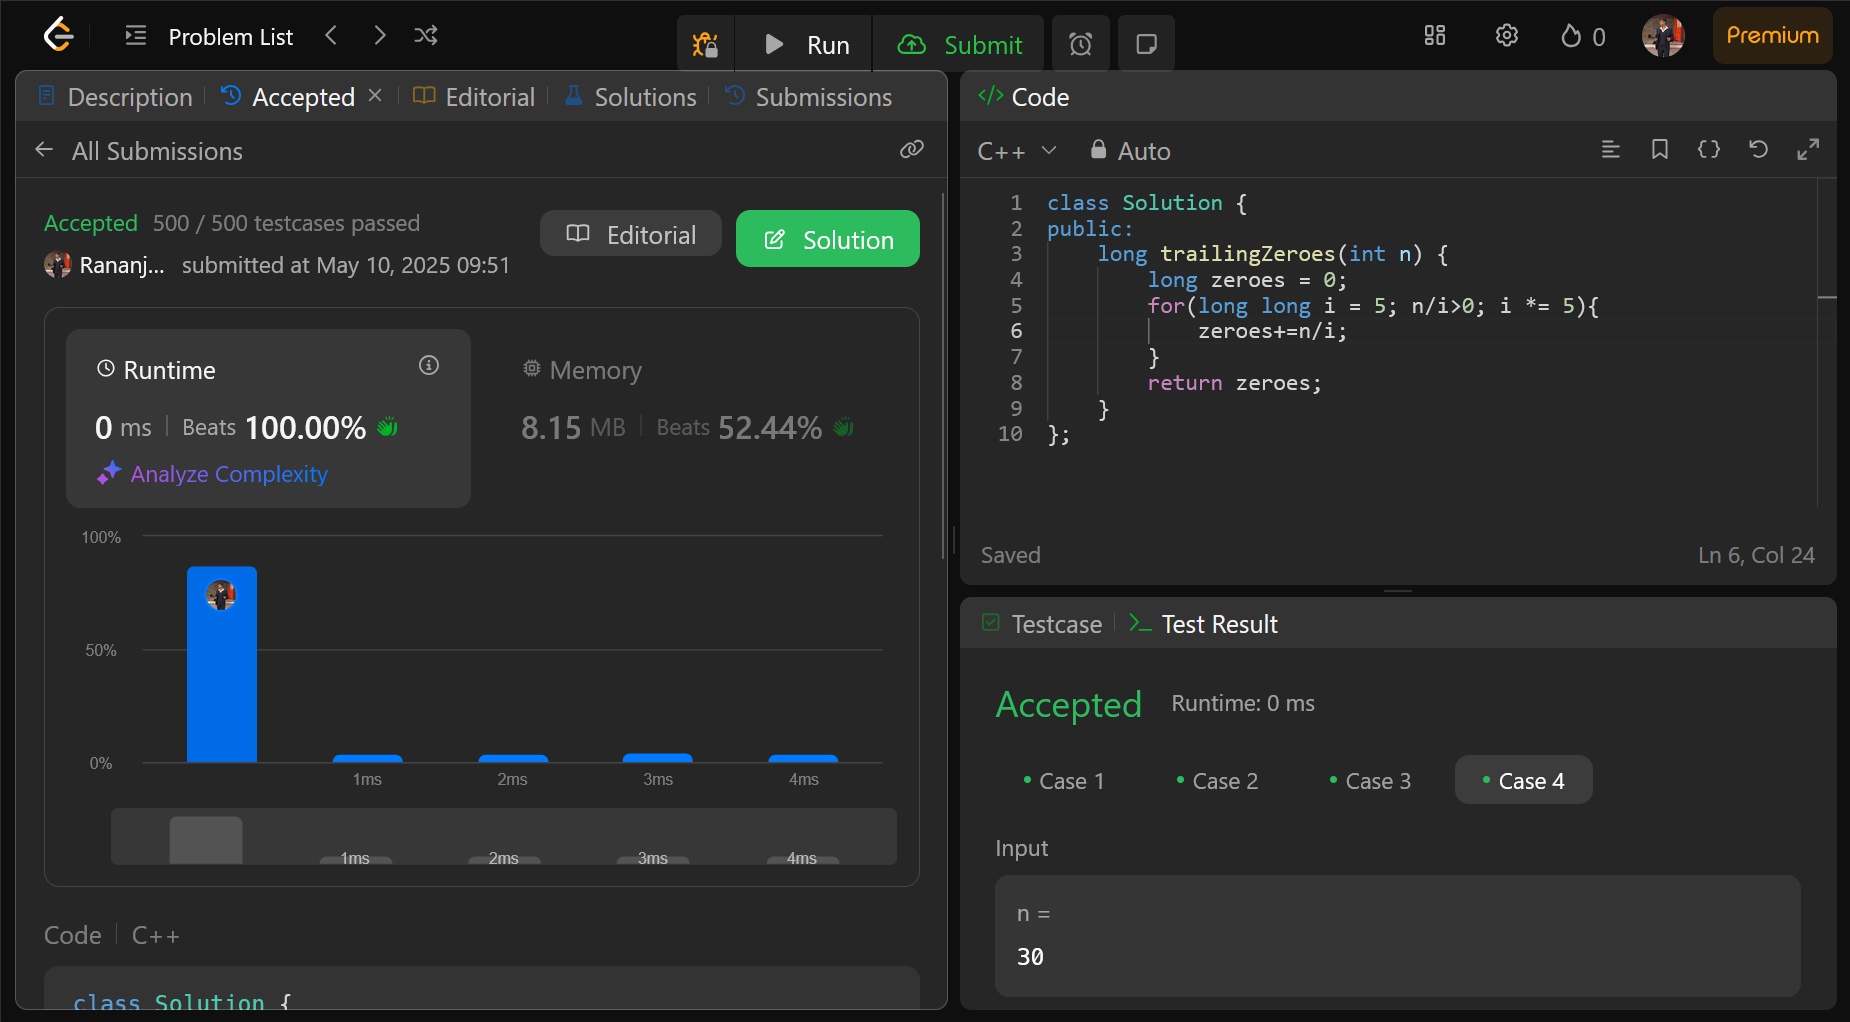 Problem List
Run
Submit
0
Premium
Description
Accepted
Editorial
Solutions
Submissions
All Submissions
Accepted 500 / 500 testcases passed
Rananj... submitted at May 10, 2025 09:51
Editorial
Solution
Runtime
0 ms Beats 100.00%
Analyze Complexity
Memory
8.15 MB Beats 52.44%
100%
50%
0%
1ms 2ms 3ms 4ms
1ms 2ms 3ms 4ms
Code C++
class Solution {
</> Code
C++ Auto
1 class Solution {
2 public:
3     long trailingZeroes(int n) {
4         long zeroes = 0;
5         for(long long i = 5; n/i>0; i *= 5){
6             zeroes+=n/i;
7         }
8         return zeroes;
9     }
10 };
Saved
Ln 6, Col 24
Testcase
Test Result
Accepted Runtime: 0 ms
Case 1
Case 2
Case 3
Case 4
Input
n =
30